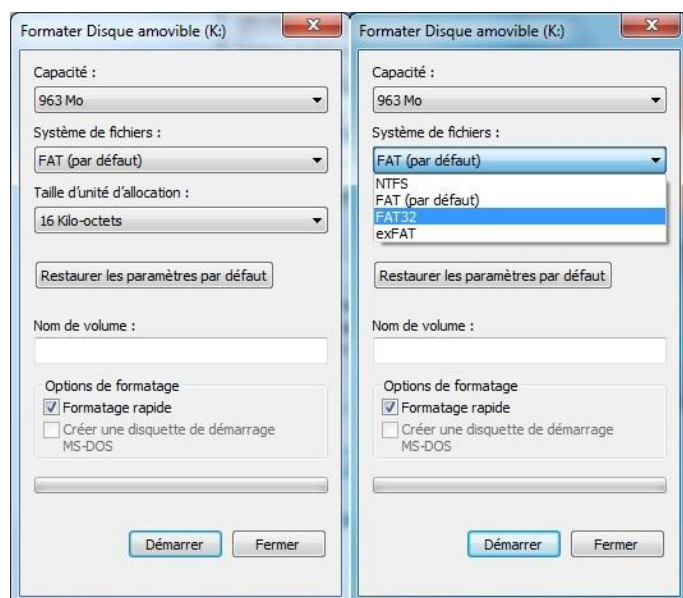 Formater Disque amovible (K:)
Capacité :
963 Mo
Système de fichiers :
FAT (par défaut)
Taille d'unité d'allocation :
16 Kilo-octets
Restaurer les paramètres par défaut
Nom de volume :
Options de formatage
Formatage rapide
Créer une disquette de démarrage
MS-DOS
Démarrer
Fermer
Formater Disque amovible (K:)
Capacité :
963 Mo
Système de fichiers :
FAT (par défaut)
NTFS
FAT (par défaut)
FAT32
exFAT
Restaurer les paramètres par défaut
Nom de volume :
Options de formatage
Formatage rapide
Créer une disquette de démarrage
MS-DOS
Démarrer
Fermer